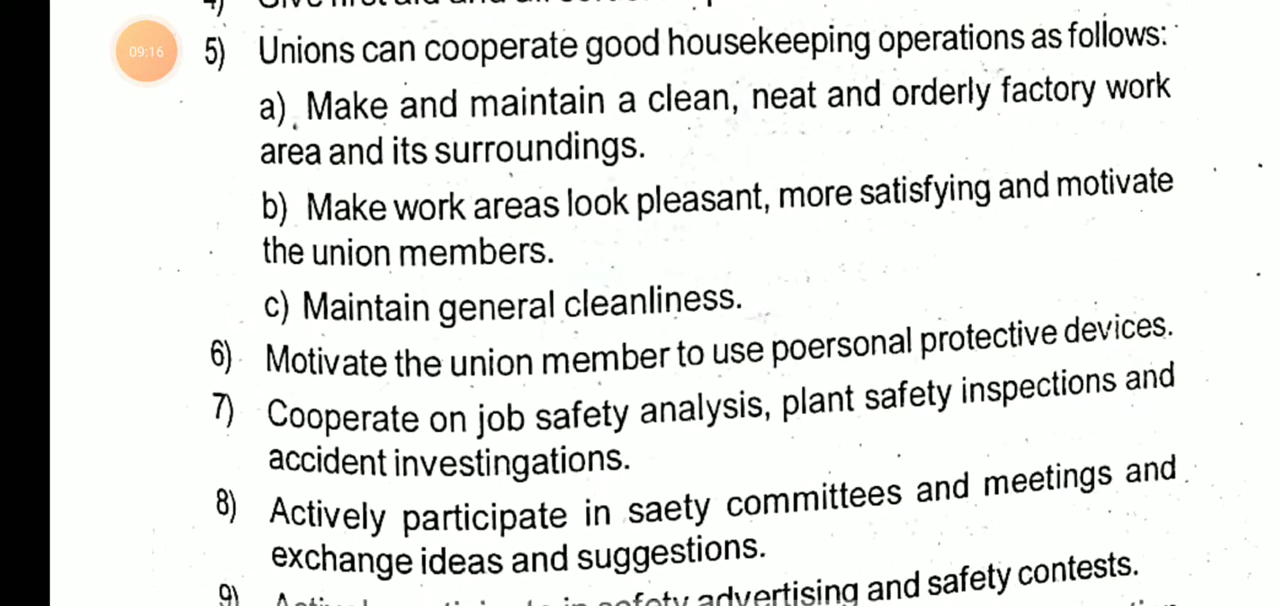 09:16
5) Unions can cooperate good housekeeping operations as follows:
a) Make and maintain a clean, neat and orderly factory work
area and its surroundings.
b) Make work areas look pleasant, more satisfying and motivate
the union members.
c) Maintain general cleanliness.
6) Motivate the union member to use poersonal protective devices.
7) Cooperate on job safety analysis, plant safety inspections and
accident investingations.
8) Actively participate in saety committees and meetings and
exchange ideas and suggestions.
9) in safety advertising and safety contests.